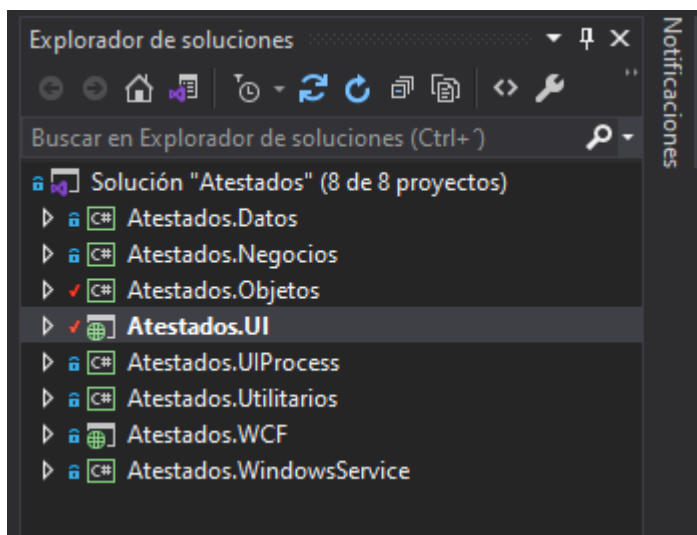 Explorador de soluciones
Notificaciones
Buscar en Explorador de soluciones (Ctrl+´)
Solución "Atestados" (8 de 8 proyectos)
C# Atestados.Datos
C# Atestados.Negocios
C# Atestados.Objetos
Atestados.UI
C# Atestados.UIProcess
C# Atestados.Utilitarios
Atestados.WCF
C# Atestados.WindowsService